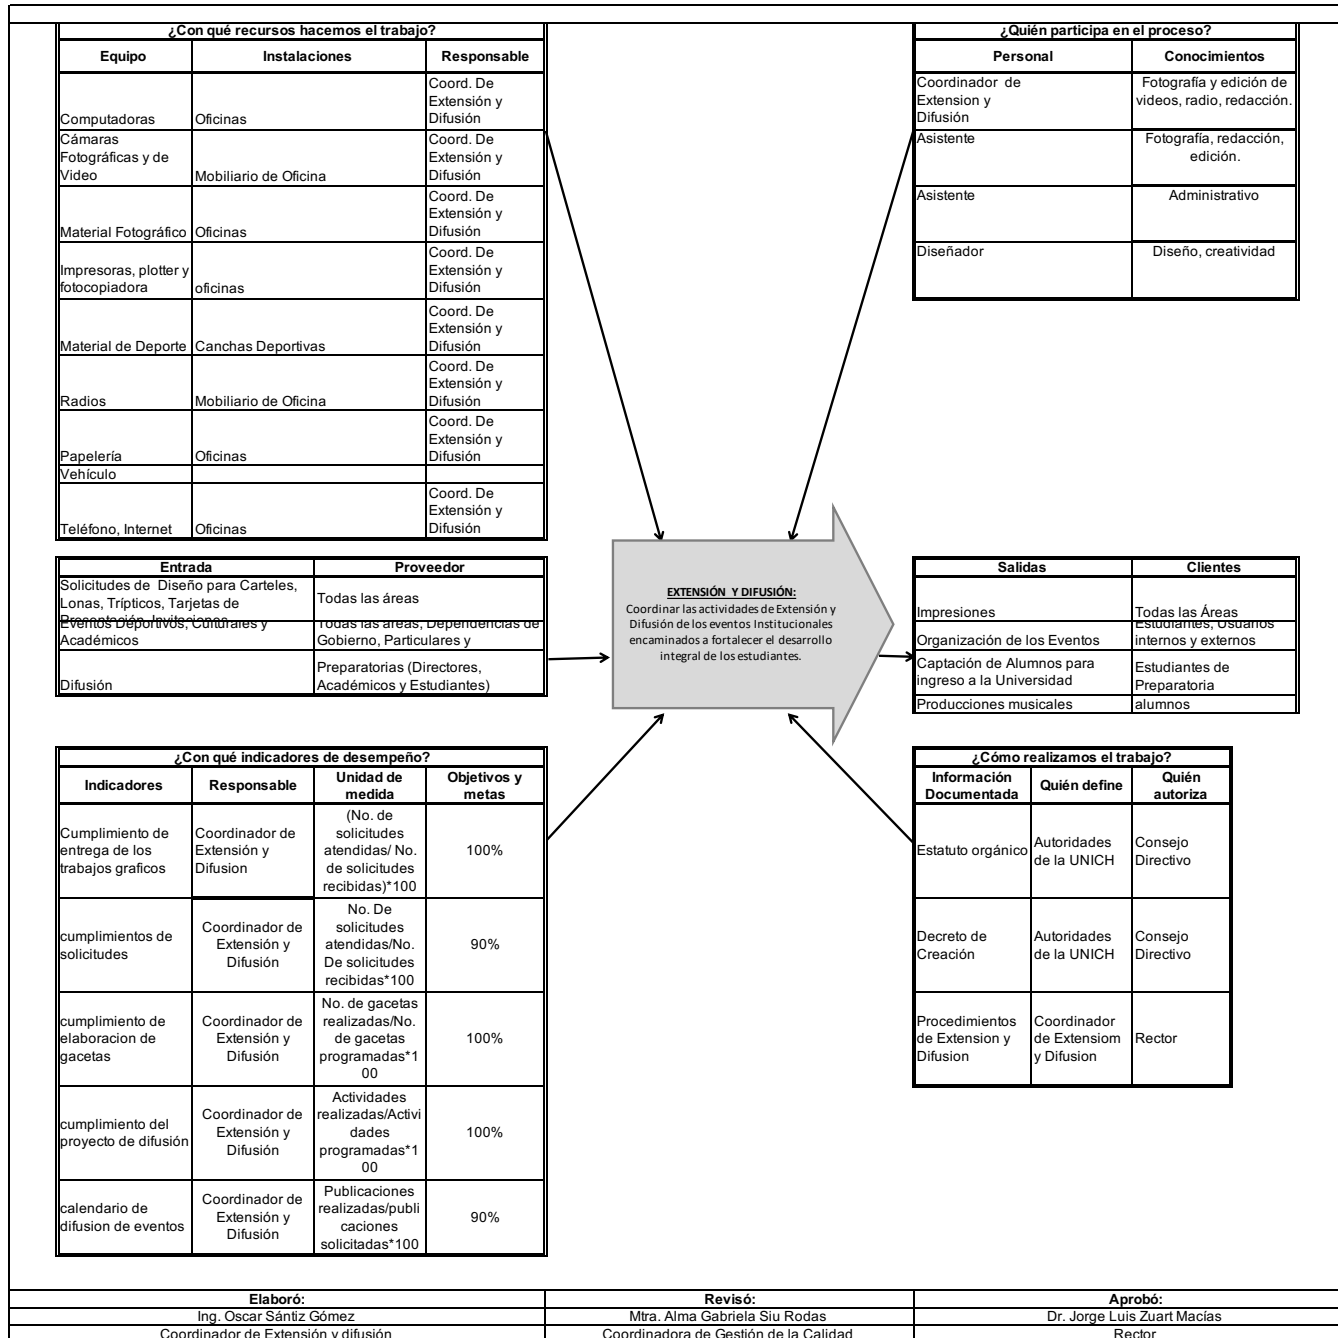 ¿Con qué recursos hacemos el trabajo?
Equipo Instalaciones Responsable
Computadoras Oficinas Coord. De Extensión y Difusión
Cámaras Fotográficas y de Video Mobiliario de Oficina Coord. De Extensión y Difusión
Material Fotográfico Oficinas Coord. De Extensión y Difusión
Impresoras, plotter y fotocopiadora oficinas Coord. De Extensión y Difusión
Material de Deporte Canchas Deportivas Coord. De Extensión y Difusión
Radios Mobiliario de Oficina Coord. De Extensión y Difusión
Papelería Oficinas Coord. De Extensión y Difusión
Vehículo
Teléfono, Internet Oficinas Coord. De Extensión y Difusión
¿Quién participa en el proceso?
Personal Conocimientos
Coordinador de Extension y Difusión Fotografía y edición de videos, radio, redacción.
Asistente Fotografía, redacción, edición.
Asistente Administrativo
Diseñador Diseño, creatividad
Entrada Proveedor
Solicitudes de Diseño para Carteles, Lonas, Trípticos, Tarjetas de Todas las áreas
Eventos Deportivos, Culturales y Académicos Todas las áreas, Dependencias de Gobierno, Particulares y
Difusión Preparatorias (Directores, Académicos y Estudiantes)
EXTENSIÓN Y DIFUSIÓN:
Coordinar las actividades de Extensión y
Difusión de los eventos Institucionales
encaminados a fortalecer el desarrollo
integral de los estudiantes.
Salidas Clientes
Impresiones Todas las Áreas
Organización de los Eventos Estudiantes, Usuarios internos y externos
Captación de Alumnos para ingreso a la Universidad Estudiantes de Preparatoria
Producciones musicales alumnos
¿Con qué indicadores de desempeño?
Indicadores Responsable Unidad de medida Objetivos y metas
Cumplimiento de entrega de los trabajos graficos Coordinador de Extensión y Difusion (No. de solicitudes atendidas/ No. de solicitudes recibidas)*100 100%
cumplimientos de solicitudes Coordinador de Extensión y Difusión No. De solicitudes atendidas/No. De solicitudes recibidas*100 90%
cumplimiento de elaboracion de gacetas Coordinador de Extensión y Difusión No. de gacetas realizadas/No. de gacetas programadas*100 100%
cumplimiento del proyecto de difusión Coordinador de Extensión y Difusión Actividades realizadas/Actividades programadas*100 100%
calendario de difusion de eventos Coordinador de Extensión y Difusión Publicaciones realizadas/publicaciones solicitadas*100 90%
¿Cómo realizamos el trabajo?
Información Documentada Quién define Quién autoriza
Estatuto orgánico Autoridades de la UNICH Consejo Directivo
Decreto de Creación Autoridades de la UNICH Consejo Directivo
Procedimientos de Extension y Difusion Coordinador de Extensiom y Difusion Rector
Elaboró: Revisó: Aprobó:
Ing. Oscar Sántiz Gómez Mtra. Alma Gabriela Siu Rodas Dr. Jorge Luis Zuart Macías
Coordinador de Extensión y difusión Coordinadora de Gestión de la Calidad Rector